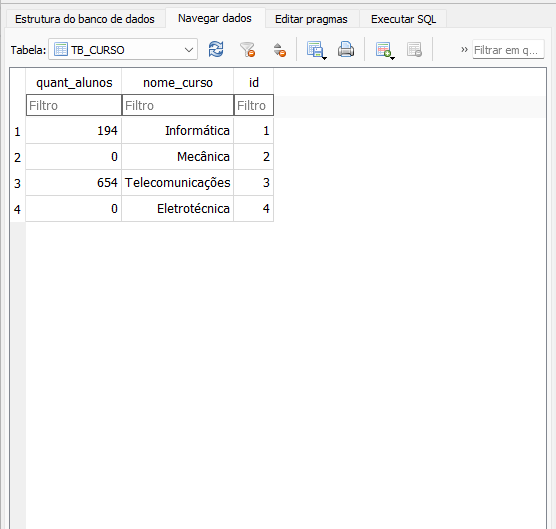 Estrutura do banco de dados Navegar dados Editar pragmas Executar SQL
Tabela: TB_CURSO » Filtrar em q...
quant_alunos nome_curso id
Filtro Filtro Filtro
1 194 Informática 1
2 0 Mecânica 2
3 654 Telecomunicações 3
4 0 Eletrotécnica 4